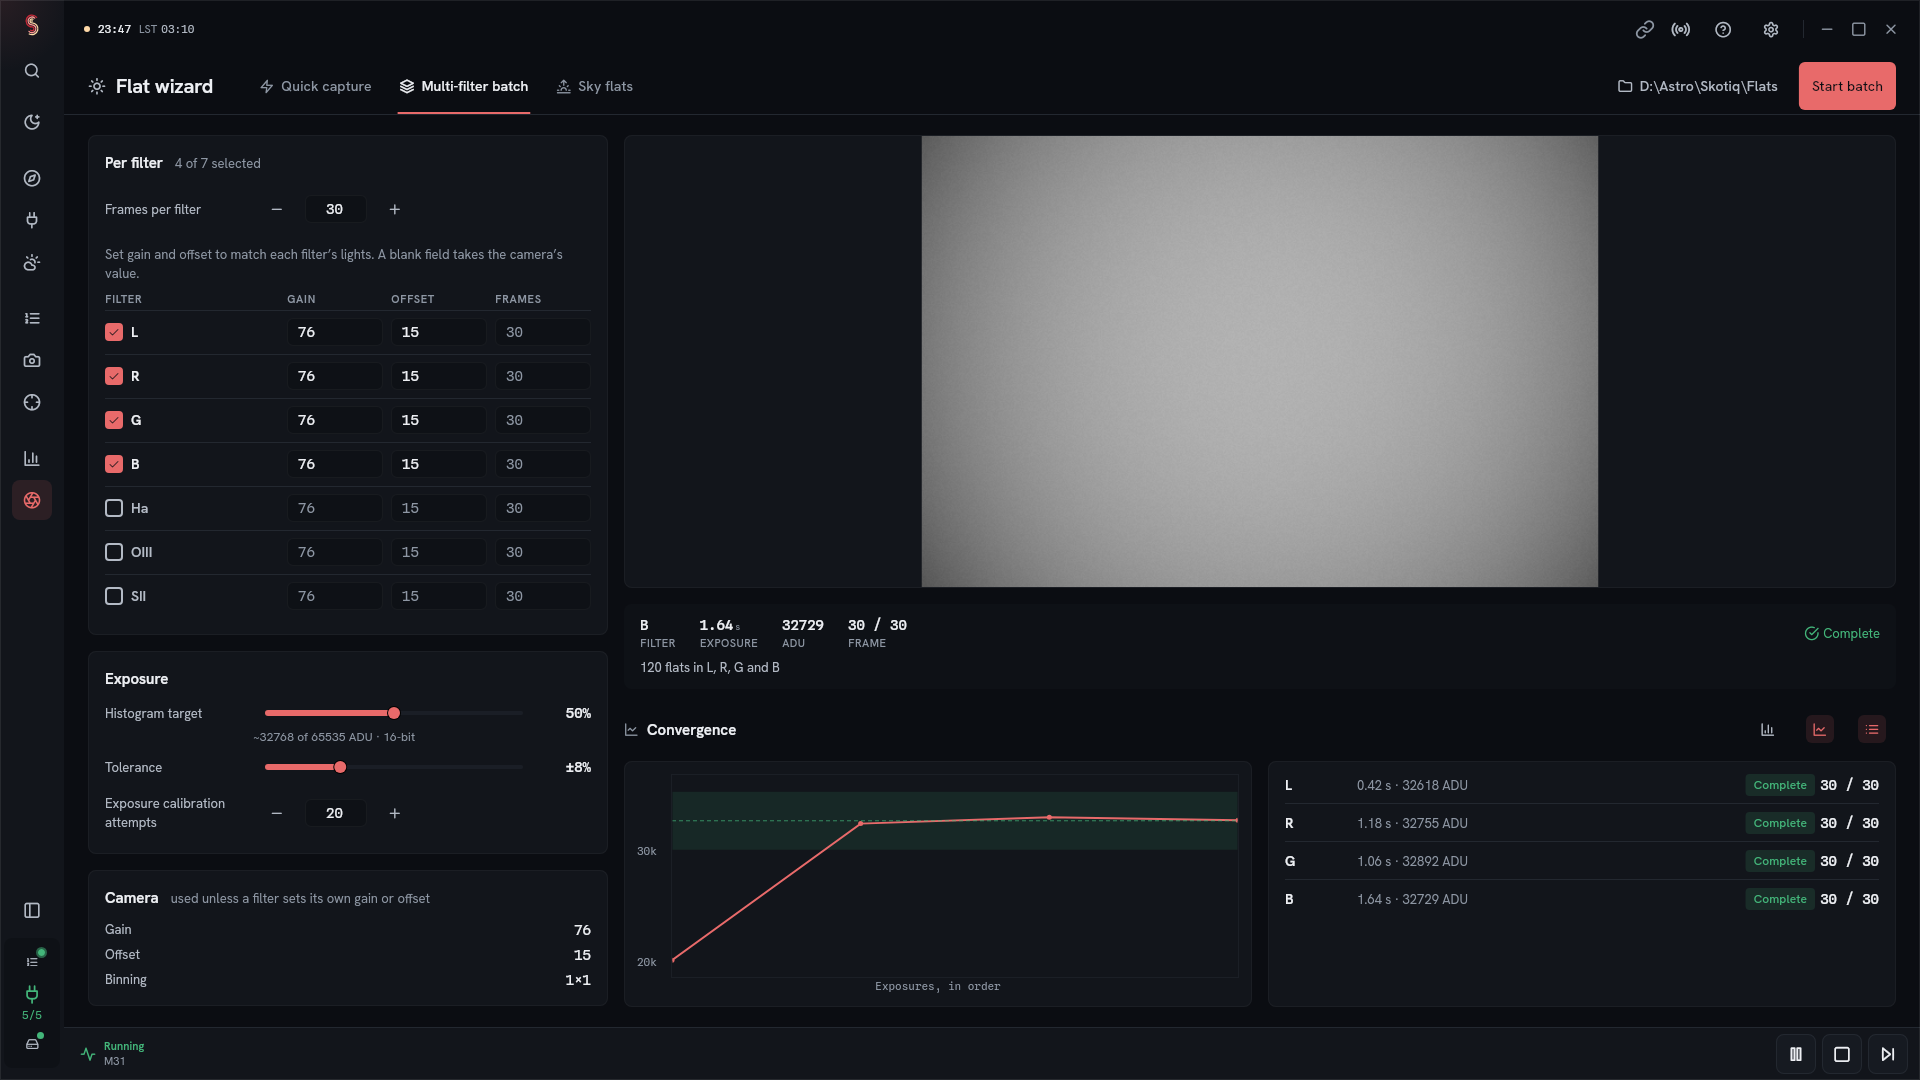 23:47 LST 03:10
Flat wizard
Quick capture
Multi-filter batch
Sky flats
D:\Astro\Skotiq\Flats
Start batch
Per filter 4 of 7 selected
Frames per filter
30
Set gain and offset to match each filter’s lights. A blank field takes the camera’s
value.
FILTER GAIN OFFSET FRAMES
L 76 15 30
R 76 15 30
G 76 15 30
B 76 15 30
Ha 76 15 30
OIII 76 15 30
SII 76 15 30
Exposure
Histogram target 50%
~32768 of 65535 ADU · 16-bit
Tolerance ±8%
Exposure calibration
attempts
20
Camera used unless a filter sets its own gain or offset
Gain 76
Offset 15
Binning 1×1
B 1.64 s 32729 30 / 30
FILTER EXPOSURE ADU FRAME
120 flats in L, R, G and B
Complete
Convergence
30k
20k
Exposures, in order
L 0.42 s · 32618 ADU Complete 30 / 30
R 1.18 s · 32755 ADU Complete 30 / 30
G 1.06 s · 32892 ADU Complete 30 / 30
B 1.64 s · 32729 ADU Complete 30 / 30
5/5
Running
M31